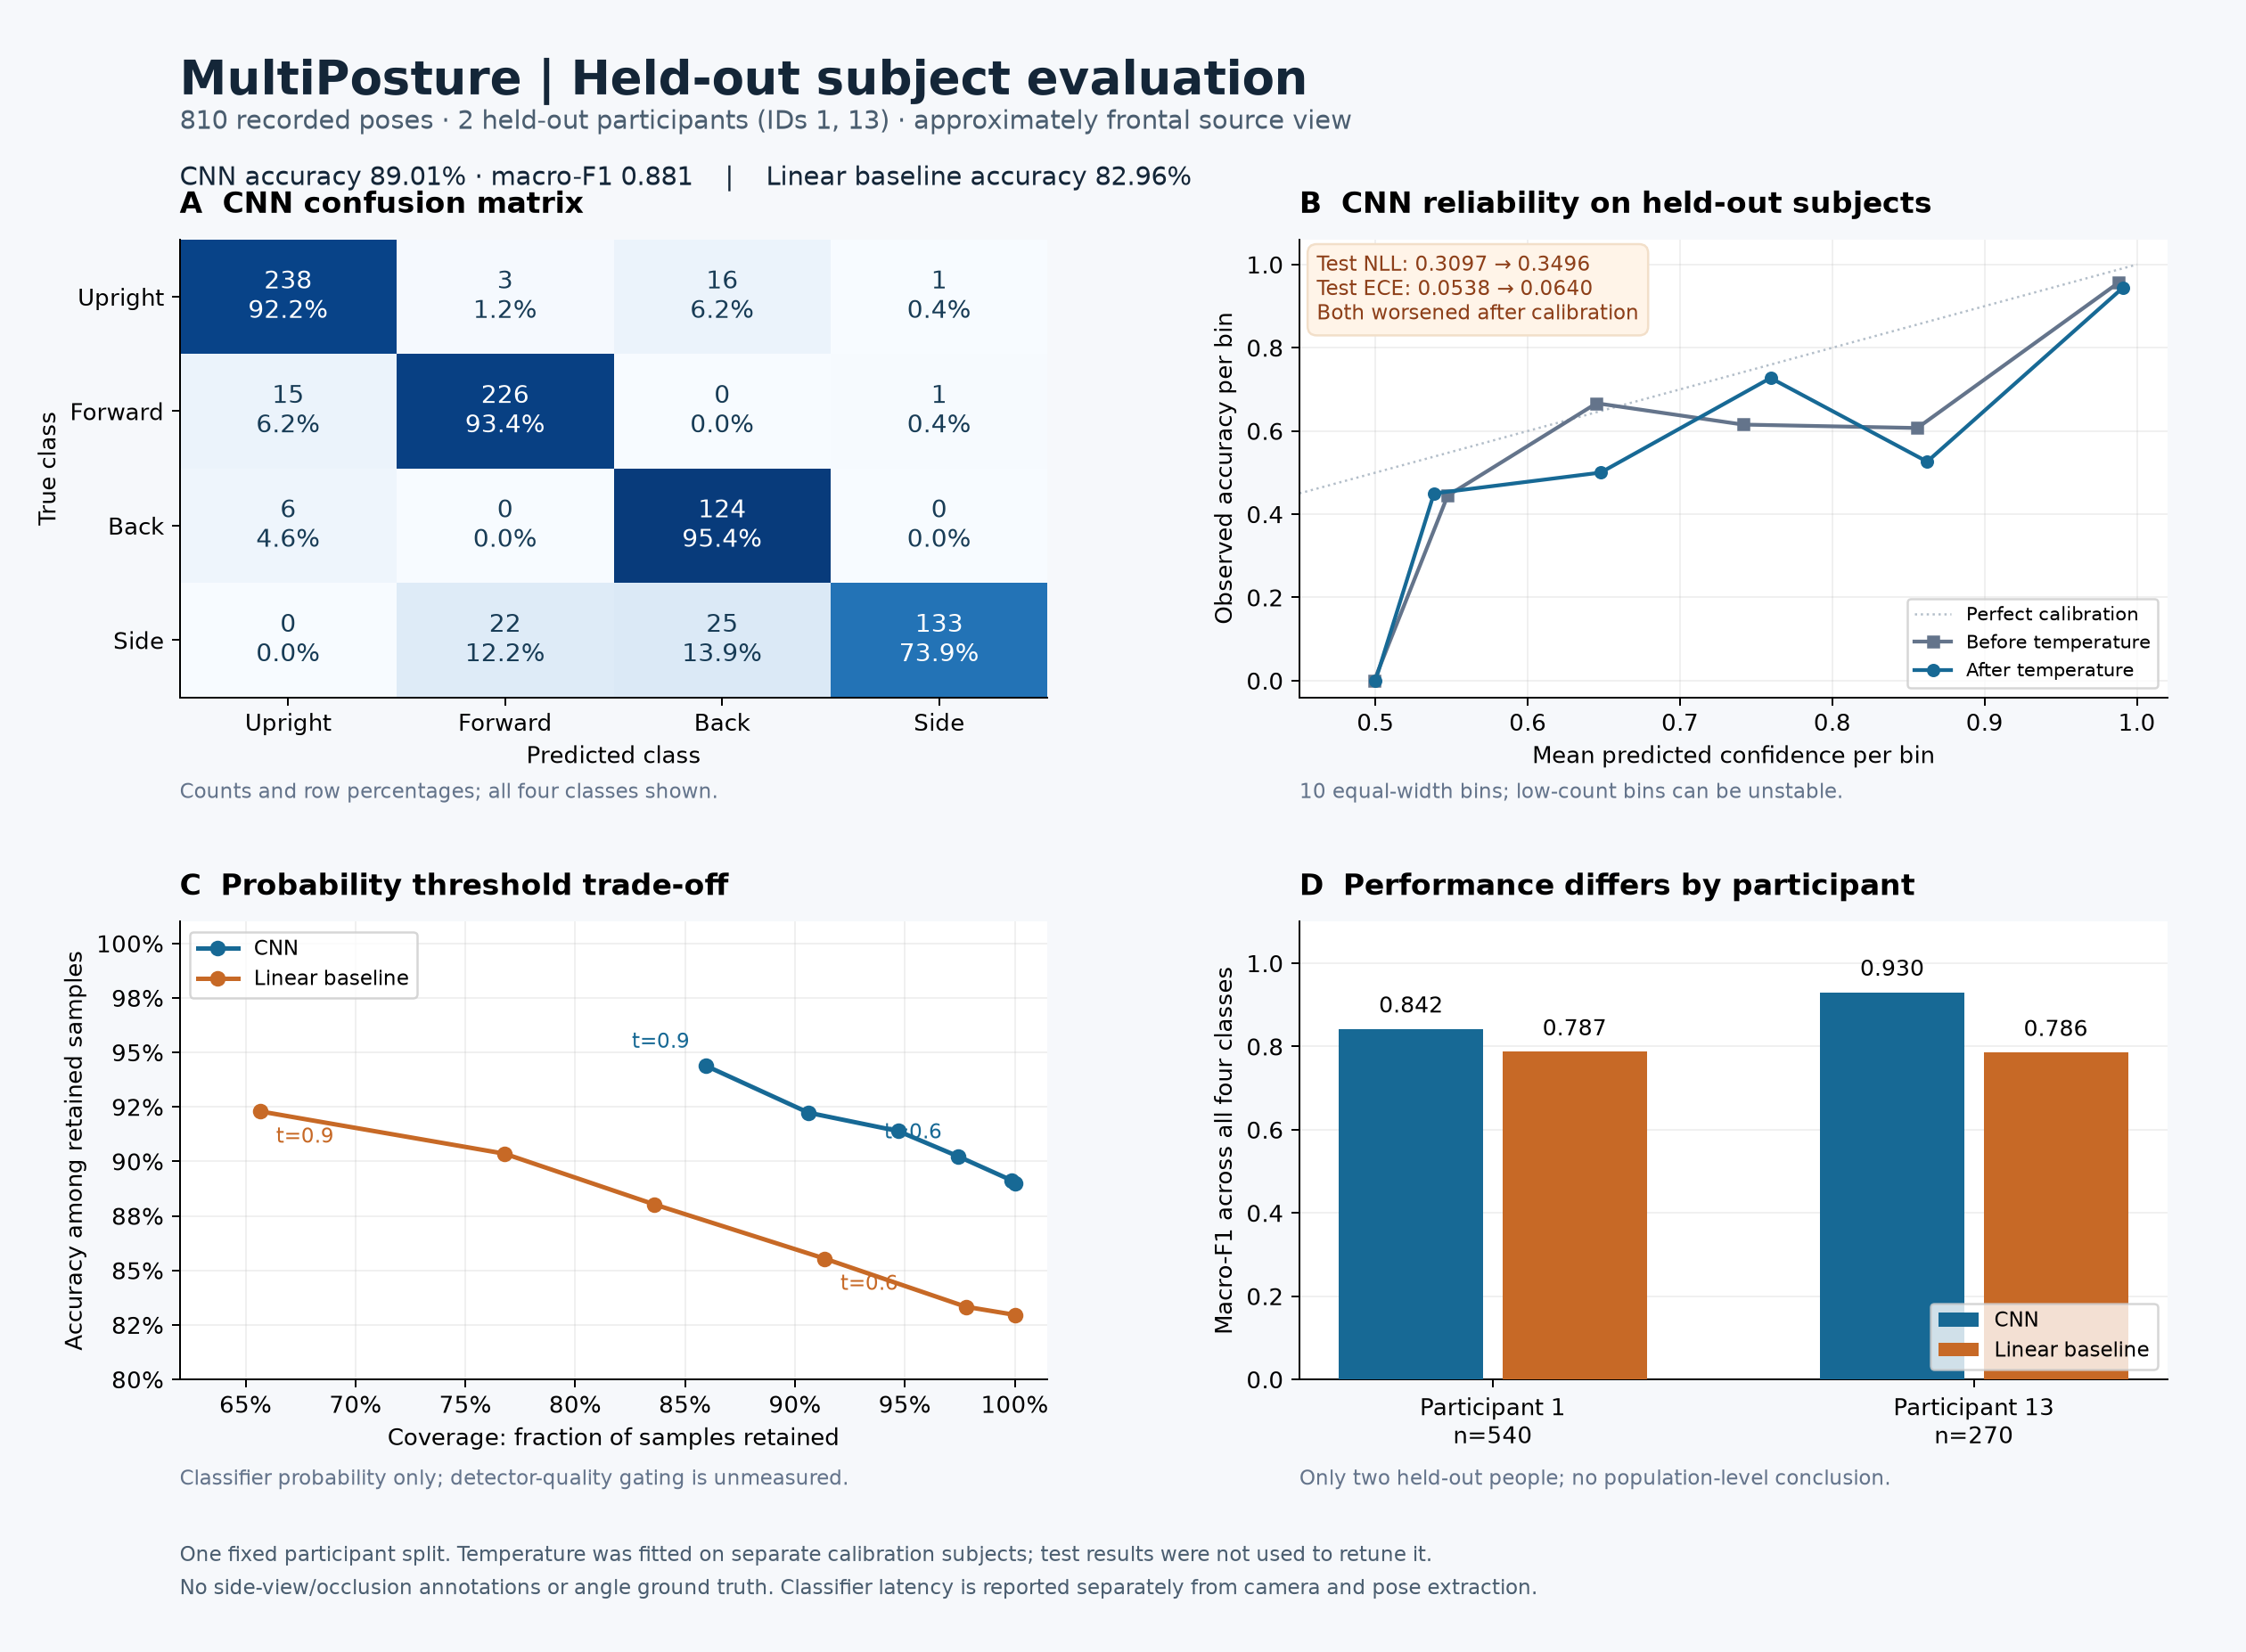 MultiPosture | Held-out subject evaluation
810 recorded poses · 2 held-out participants (IDs 1, 13) · approximately frontal source view
CNN accuracy 89.01% · macro-F1 0.881 | Linear baseline accuracy 82.96%
A CNN confusion matrix
True class
Upright
Forward
Back
Side
238
92.2%
3
1.2%
16
6.2%
1
0.4%
15
6.2%
226
93.4%
0
0.0%
1
0.4%
6
4.6%
0
0.0%
124
95.4%
0
0.0%
0
0.0%
22
12.2%
25
13.9%
133
73.9%
Upright Forward Back Side
Predicted class
Counts and row percentages; all four classes shown.
B CNN reliability on held-out subjects
Test NLL: 0.3097 → 0.3496
Test ECE: 0.0538 → 0.0640
Both worsened after calibration
Observed accuracy per bin
1.0
0.8
0.6
0.4
0.2
0.0
Perfect calibration
Before temperature
After temperature
0.5 0.6 0.7 0.8 0.9 1.0
Mean predicted confidence per bin
10 equal-width bins; low-count bins can be unstable.
C Probability threshold trade-off
Accuracy among retained samples
100%
98%
95%
92%
90%
88%
85%
82%
80%
CNN
Linear baseline
t=0.9
t=0.6
t=0.9
t=0.6
65% 70% 75% 80% 85% 90% 95% 100%
Coverage: fraction of samples retained
Classifier probability only; detector-quality gating is unmeasured.
D Performance differs by participant
Macro-F1 across all four classes
1.0
0.8
0.6
0.4
0.2
0.0
0.842
0.787
0.930
0.786
CNN
Linear baseline
Participant 1
n=540
Participant 13
n=270
Only two held-out people; no population-level conclusion.
One fixed participant split. Temperature was fitted on separate calibration subjects; test results were not used to retune it.
No side-view/occlusion annotations or angle ground truth. Classifier latency is reported separately from camera and pose extraction.